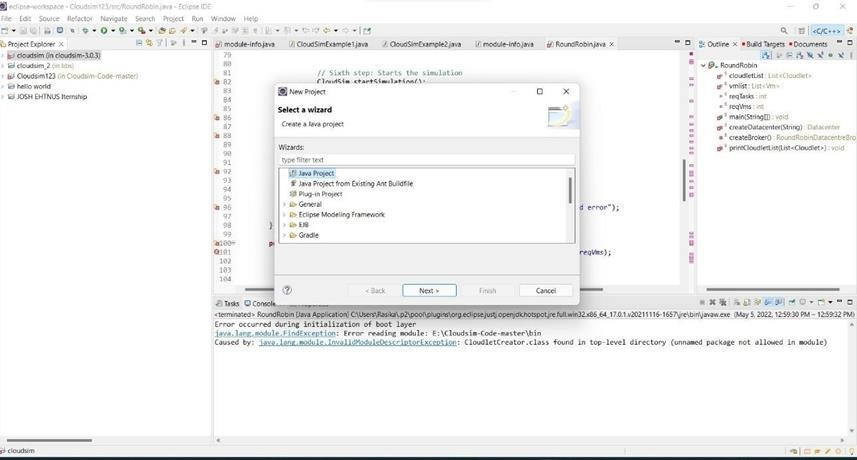 eclipse-workspace - Cloudsim123/src/RoundRobin.java - Eclipse IDE
File Edit Source Refactor Navigate Search Project Run Window Help
<C/C++>
Project Explorer
cloudsim (in cloudsim-3.0.3)
cloudsim_2 (in bbs)
Cloudsim123 (in Cloudsim-Code-master)
hello world
JOSH EHTNUS Iternship
module-info.java CloudSimExample1.java CloudSimExample2.java module-info.java RoundRobin.java
79
80
81 // Sixth step: Starts the simulation
82 CloudSim.startSimulation();
86
88
89
90
91
92
93
94
95
96 d error");
98 }
99
100
101 reqVms);
102
103
104
New Project
Select a wizard
Create a Java project
Wizards:
type filter text
Java Project
Java Project from Existing Ant Buildfile
Plug-in Project
General
Eclipse Modeling Framework
EJB
Gradle
< Back Next > Finish Cancel
Outline Build Targets Documents
RoundRobin
cloudletList : List<Cloudlet>
vmlist : List<Vm>
reqTasks : int
reqVms : int
main(String[]) : void
createDatacenter(String) : Datacenter
createBroker() : RoundRobinDatacentreBro
printCloudletList(List<Cloudlet>) : void
Tasks Console Properties
<terminated> RoundRobin [Java Application] C:\Users\Rasika\.p2\pool\plugins\org.eclipse.justj.openjdk.hotspot.jre.full.win32.x86_64_17.0.1.v20211116-1657\jre\bin\javaw.exe (May 5, 2022, 12:59:30 PM – 12:59:32 PM)
Error occurred during initialization of boot layer
java.lang.module.FindException: Error reading module: E:\Cloudsim-Code-master\bin
Caused by: java.lang.module.InvalidModuleDescriptorException: CloudletCreator.class found in top-level directory (unnamed package not allowed in module)
cloudsim